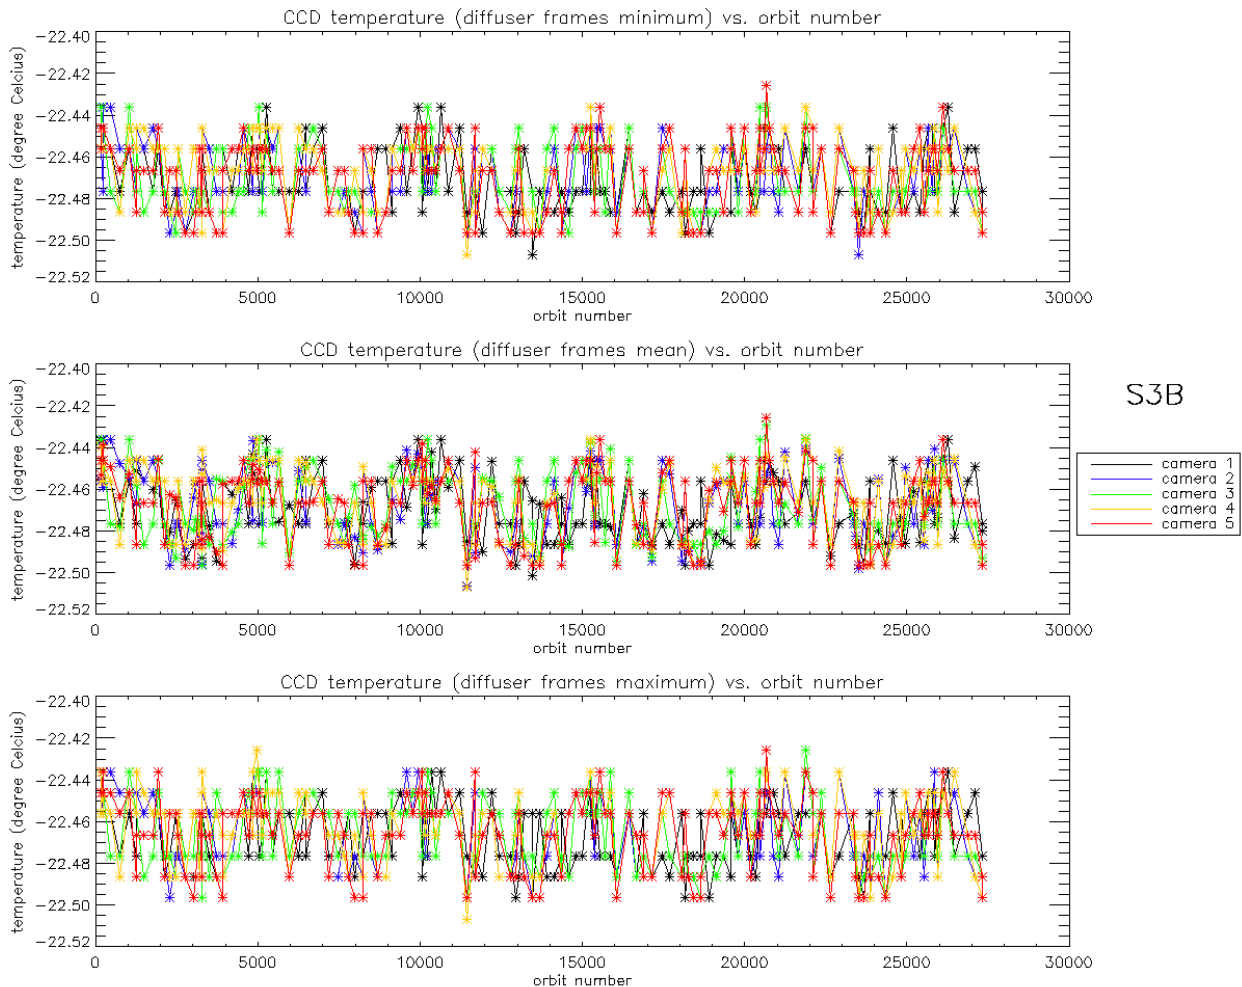 CCD temperature (diffuser frames minimum) vs. orbit number
temperature (degree Celcius)
−22.40
−22.42
−22.44
−22.46
−22.48
−22.50
−22.52
0 5000 10000 15000 20000 25000 30000
orbit number
CCD temperature (diffuser frames mean) vs. orbit number
temperature (degree Celcius)
−22.40
−22.42
−22.44
−22.46
−22.48
−22.50
−22.52
0 5000 10000 15000 20000 25000 30000
orbit number
S3B
camera 1
camera 2
camera 3
camera 4
camera 5
CCD temperature (diffuser frames maximum) vs. orbit number
temperature (degree Celcius)
−22.40
−22.42
−22.44
−22.46
−22.48
−22.50
−22.52
0 5000 10000 15000 20000 25000 30000
orbit number